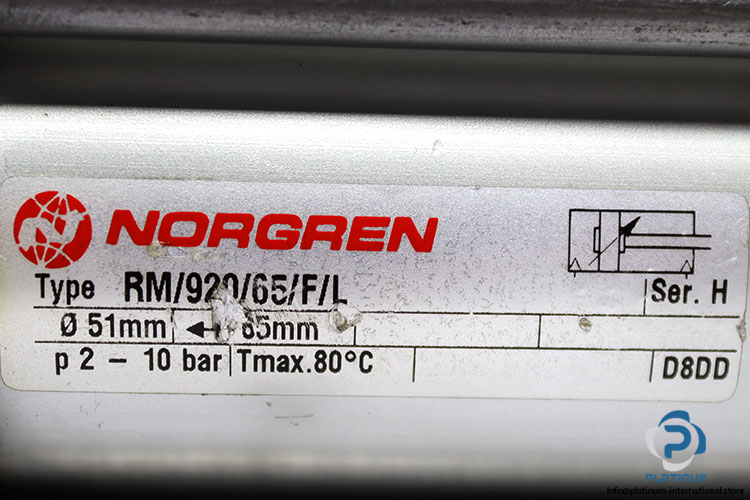 NORGREN
Type RM/920/65/F/L Ser. H
Ø 51mm 65mm
p 2 - 10 bar Tmax.80°C D8DD
PLATINUM
Info@platinum-international.store